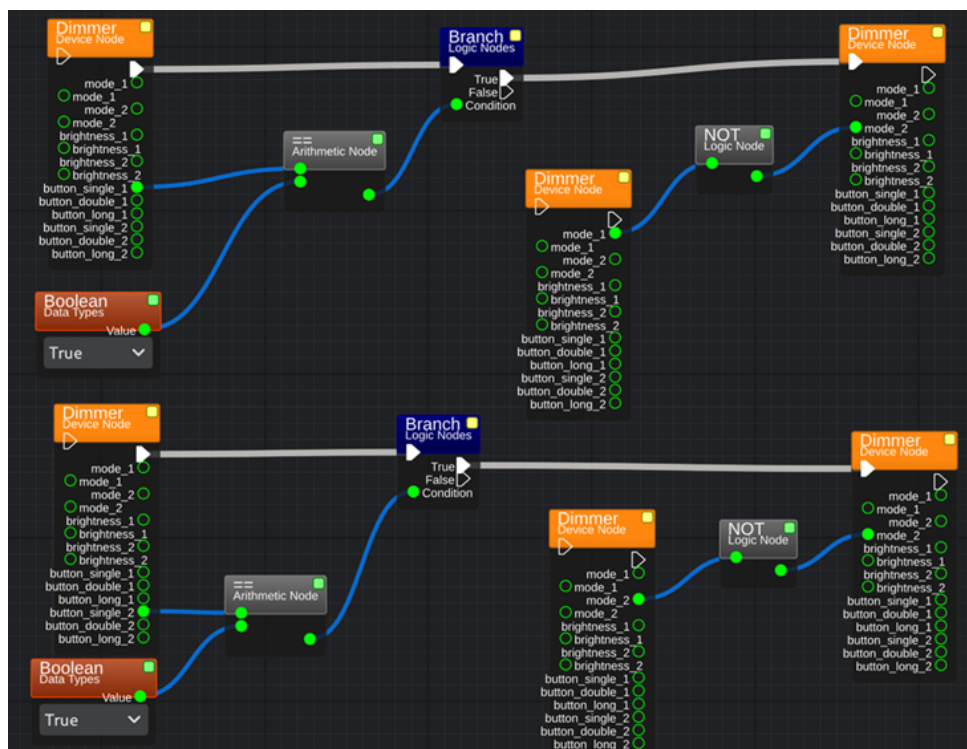 Dimmer
Device Node
mode_1
mode_1
mode_2
mode_2
brightness_1
brightness_1
brightness_2
brightness_2
button_single_1
button_double_1
button_long_1
button_single_2
button_double_2
button_long_2
Boolean
Data Types
Value
True
==
Arithmetic Node
Branch
Logic Nodes
True
False
Condition
Dimmer
Device Node
mode_1
mode_1
mode_2
mode_2
brightness_1
brightness_1
brightness_2
brightness_2
button_single_1
button_double_1
button_long_1
button_single_2
button_double_2
button_long_2
NOT
Logic Node
Dimmer
Device Node
mode_1
mode_1
mode_2
mode_2
brightness_1
brightness_1
brightness_2
brightness_2
button_single_1
button_double_1
button_long_1
button_single_2
button_double_2
button_long_2
Dimmer
Device Node
mode_1
mode_1
mode_2
mode_2
brightness_1
brightness_1
brightness_2
brightness_2
button_single_1
button_double_1
button_long_1
button_single_2
button_double_2
button_long_2
Boolean
Data Types
Value
True
==
Arithmetic Node
Branch
Logic Nodes
True
False
Condition
Dimmer
Device Node
mode_1
mode_1
mode_2
mode_2
brightness_1
brightness_1
brightness_2
brightness_2
button_single_1
button_double_1
button_long_1
button_single_2
button_double_2
button_long_2
NOT
Logic Node
Dimmer
Device Node
mode_1
mode_1
mode_2
mode_2
brightness_1
brightness_1
brightness_2
brightness_2
button_single_1
button_double_1
button_long_1
button_single_2
button_double_2
button_long_2